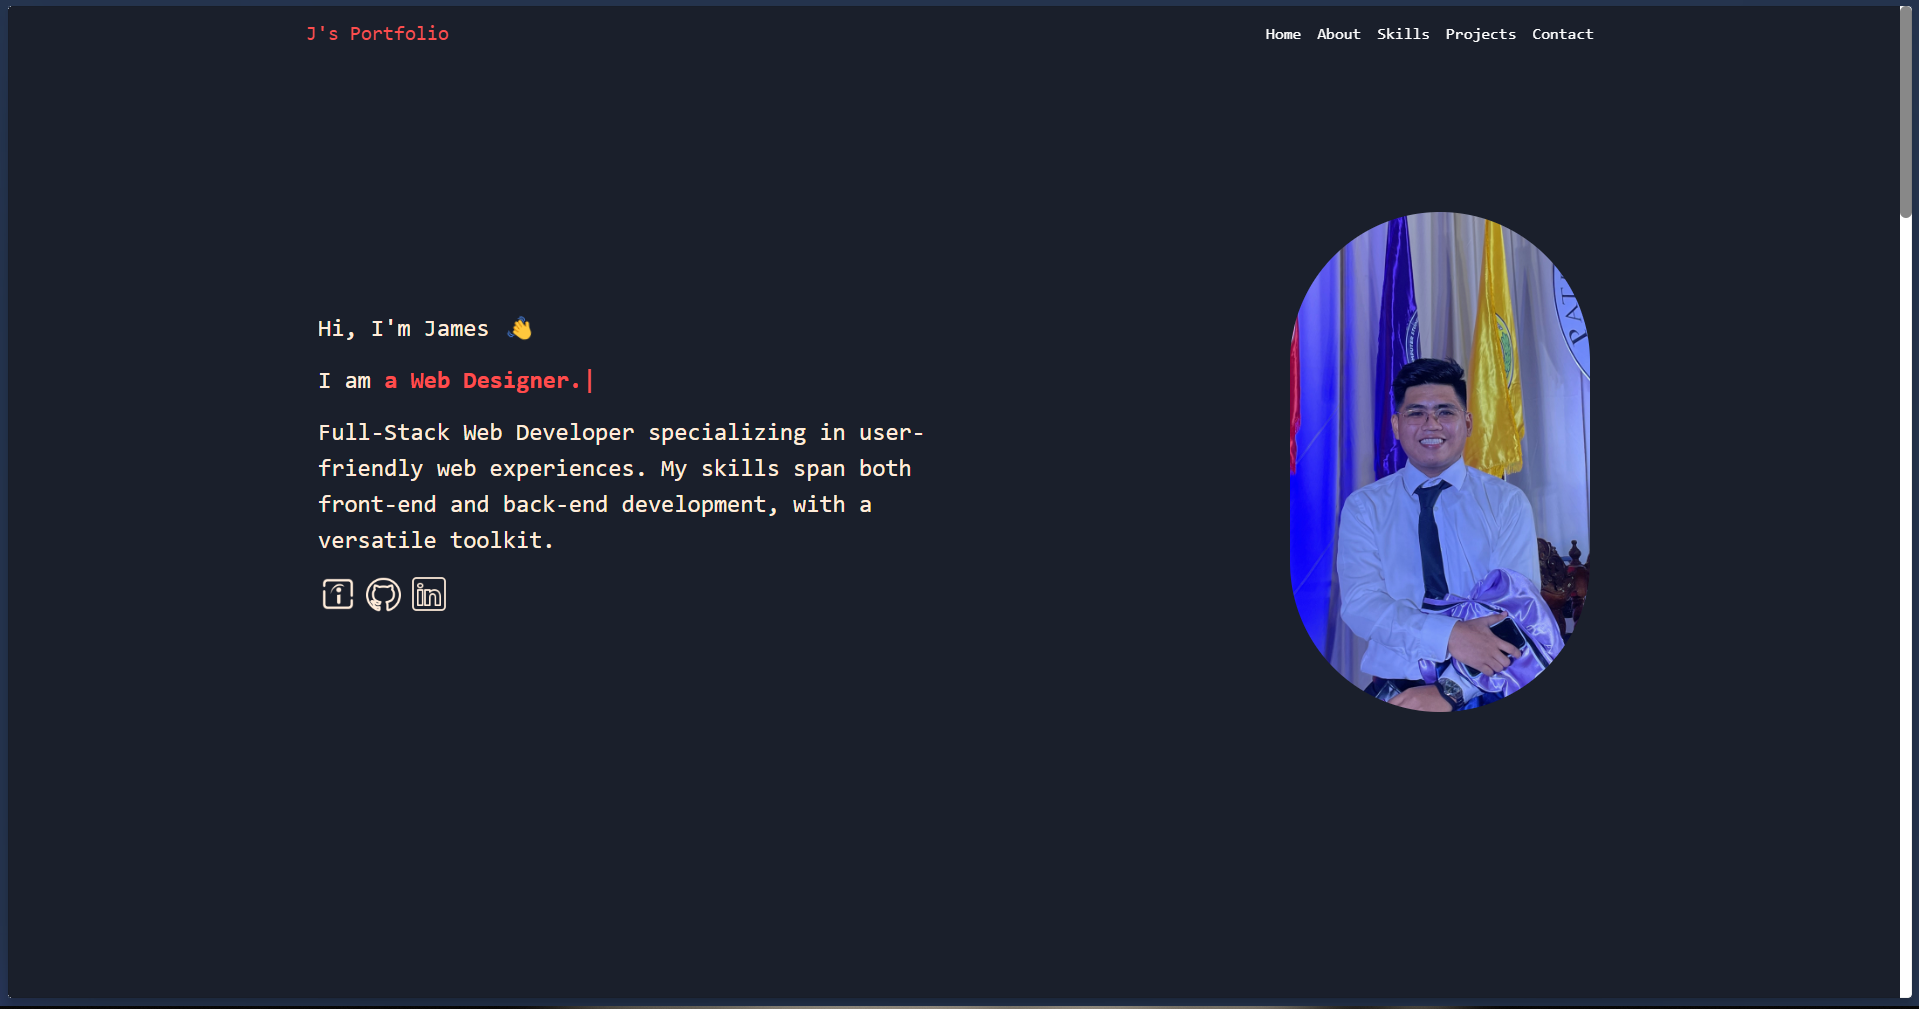 J's Portfolio
Home About Skills Projects Contact
Hi, I'm James 👋
I am a Web Designer.|
Full-Stack Web Developer specializing in user-
friendly web experiences. My skills span both
front-end and back-end development, with a
versatile toolkit.
in